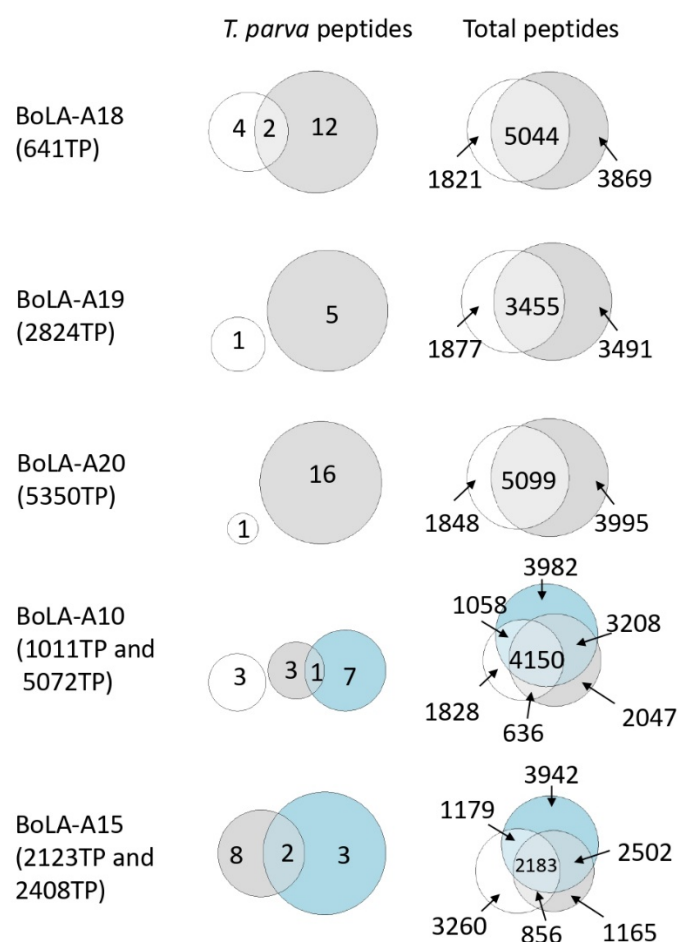 T. parva peptides Total peptides
BoLA-A18
(641TP)
4 2 12
5044
1821 3869
BoLA-A19
(2824TP)
1 5
3455
1877 3491
BoLA-A20
(5350TP)
16
1
5099
1848 3995
BoLA-A10
(1011TP and
5072TP)
3 3 1 7
3982
1058 3208
4150
1828 2047
636
BoLA-A15
(2123TP and
2408TP)
8 2 3
3942
1179
2183 2502
3260 856 1165